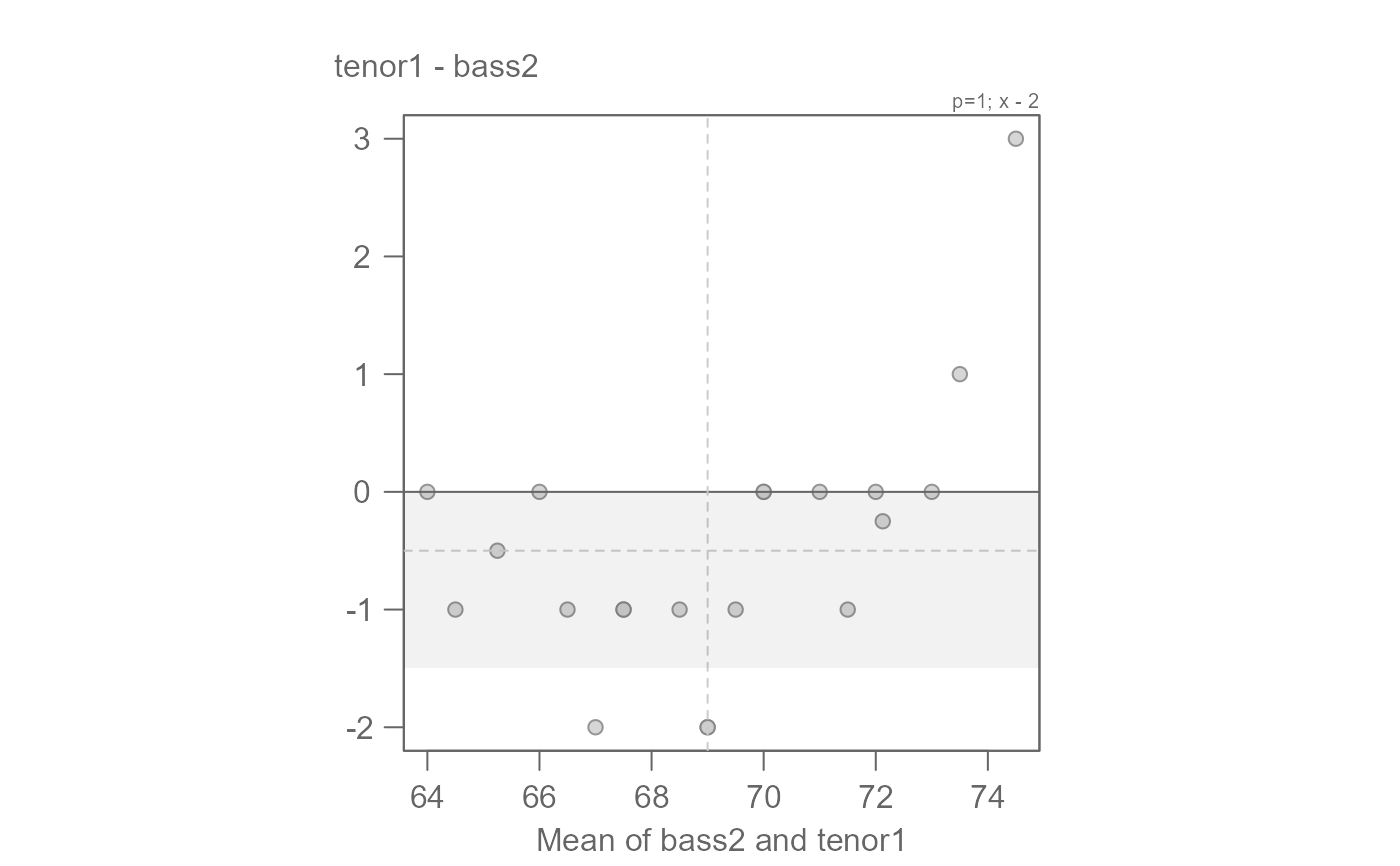 tenor1 - bass2
p=1; x - 2
3
2
1
0
-1
-2
64 66 68 70 72 74
Mean of bass2 and tenor1